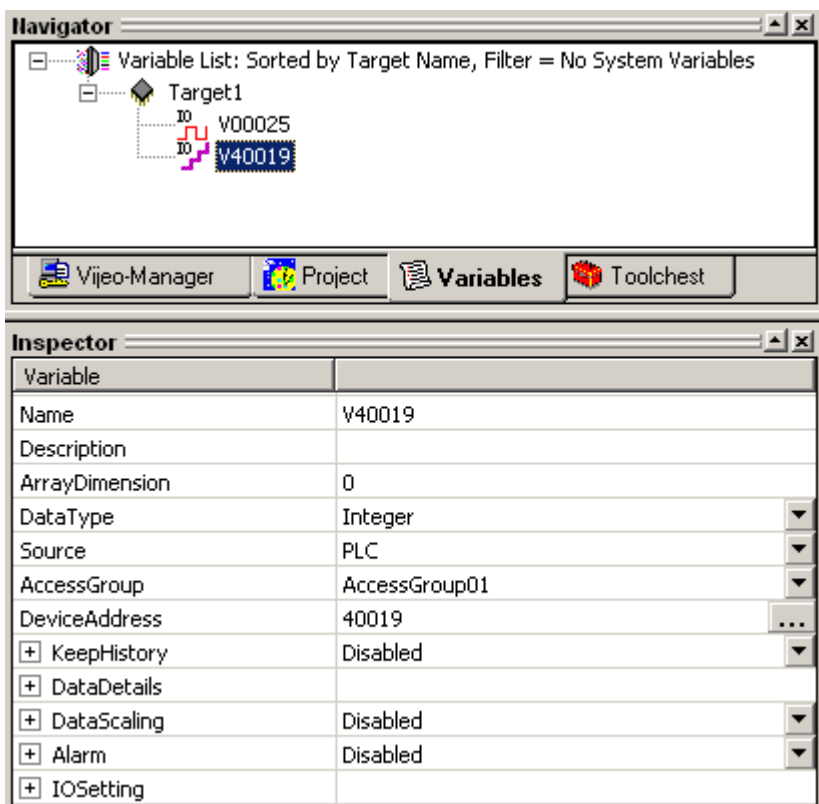 Navigator
Variable List: Sorted by Target Name, Filter = No System Variables
Target1
IO V00025
IO V40019
Vijeo-Manager Project Variables Toolchest
Inspector
Variable
Name V40019
Description
ArrayDimension 0
DataType Integer
Source PLC
AccessGroup AccessGroup01
DeviceAddress 40019 ...
KeepHistory Disabled
DataDetails
DataScaling Disabled
Alarm Disabled
IOSetting